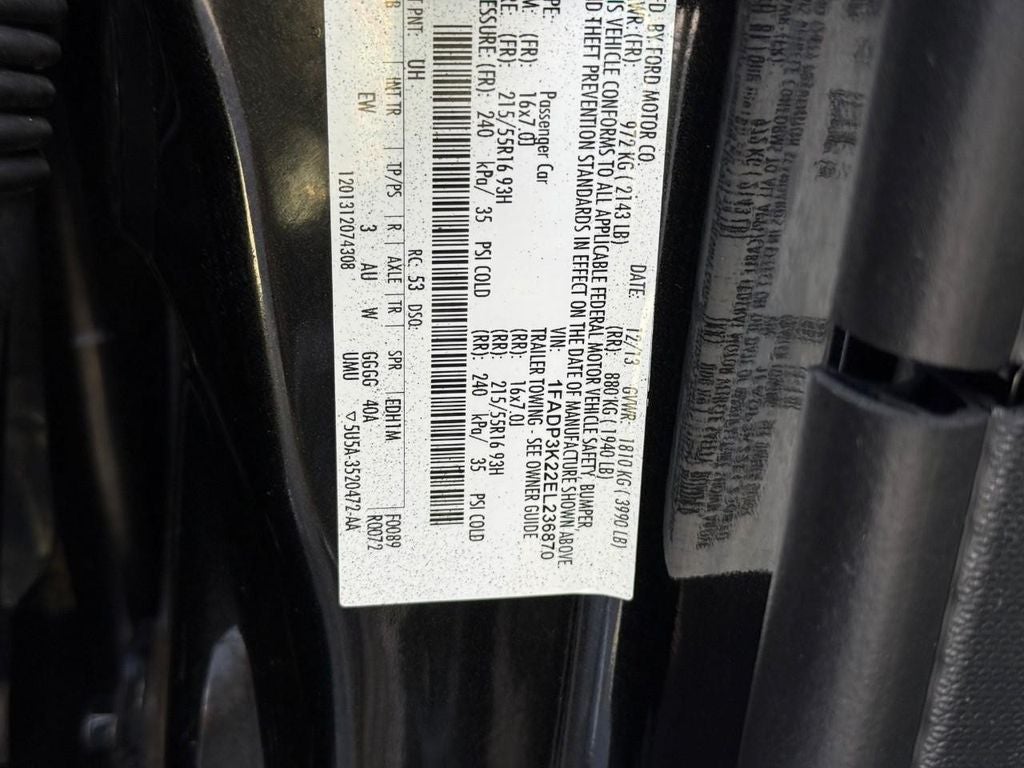 FD. BY FORD MOTOR CO.
DATE: 12/13 GVWR: 1810 KG ( 3990 LB)
WR: (FR): 972 KG ( 2143 LB) (RR): 880 KG ( 1940 LB)
IS VEHICLE CONFORMS TO ALL APPLICABLE FEDERAL MOTOR VEHICLE SAFETY, BUMPER,
D THEFT PREVENTION STANDARDS IN EFFECT ON THE DATE OF MANUFACTURE SHOWN ABOVE.
VIN: 1FADP3K22EL236870
PE: Passenger Car TRAILER TOWING - SEE OWNER GUIDE
M: (FR): 16x7.0J (RR): 16x7.0J
RE: (FR): 215/55R16 93H (RR): 215/55R16 93H
ESSURE: (FR): 240 kPa/ 35 PSI COLD (RR): 240 kPa/ 35 PSI COLD
T PNT: UH RC: 53 DSO: F0089
B INT TR TP/PS R AXLE TR SPR EDH1M R0072
EW 3 AU W GGGG 40A
1201312074308 UMU ▽5U5A-3520472-AA